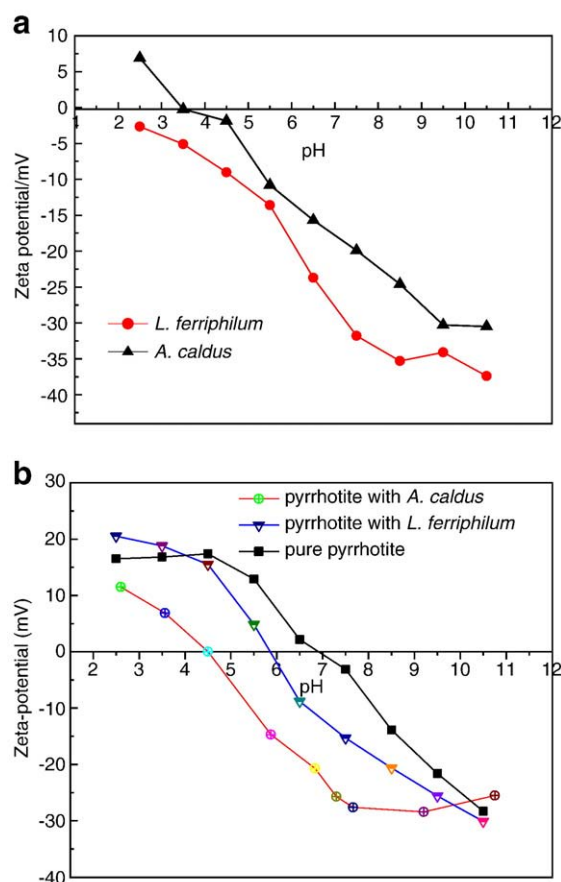 a
10
5
0
-5
-10
-15
-20
-25
-30
-35
-40
1 2 3 4 5 6 7 8 9 10 11 12
pH
Zeta potential/mV
L. ferriphilum
A. caldus
b
30
20
10
0
-10
-20
-30
-40
2 3 4 5 6 7 8 9 10 11 12
pH
Zeta-potential (mV)
pyrrhotite with A. caldus
pyrrhotite with L. ferriphilum
pure pyrrhotite